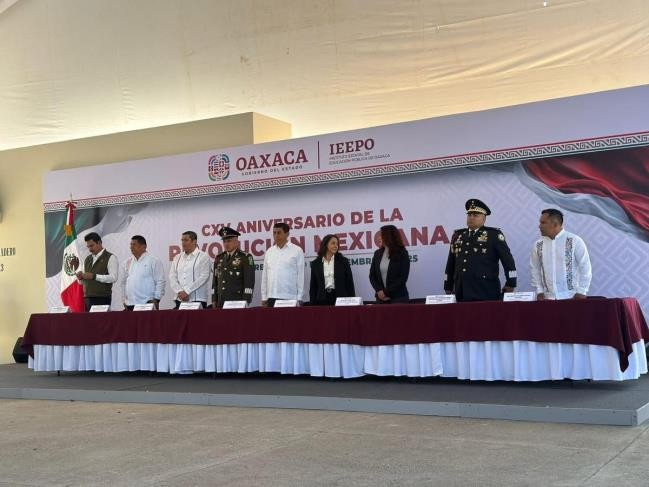 OAXACA
GOBIERNO DEL ESTADO
IEEPO
INSTITUTO ESTATAL DE
EDUCACIÓN PÚBLICA DE OAXACA
CXV ANIVERSARIO DE LA
REVOLUCIÓN MEXICANA